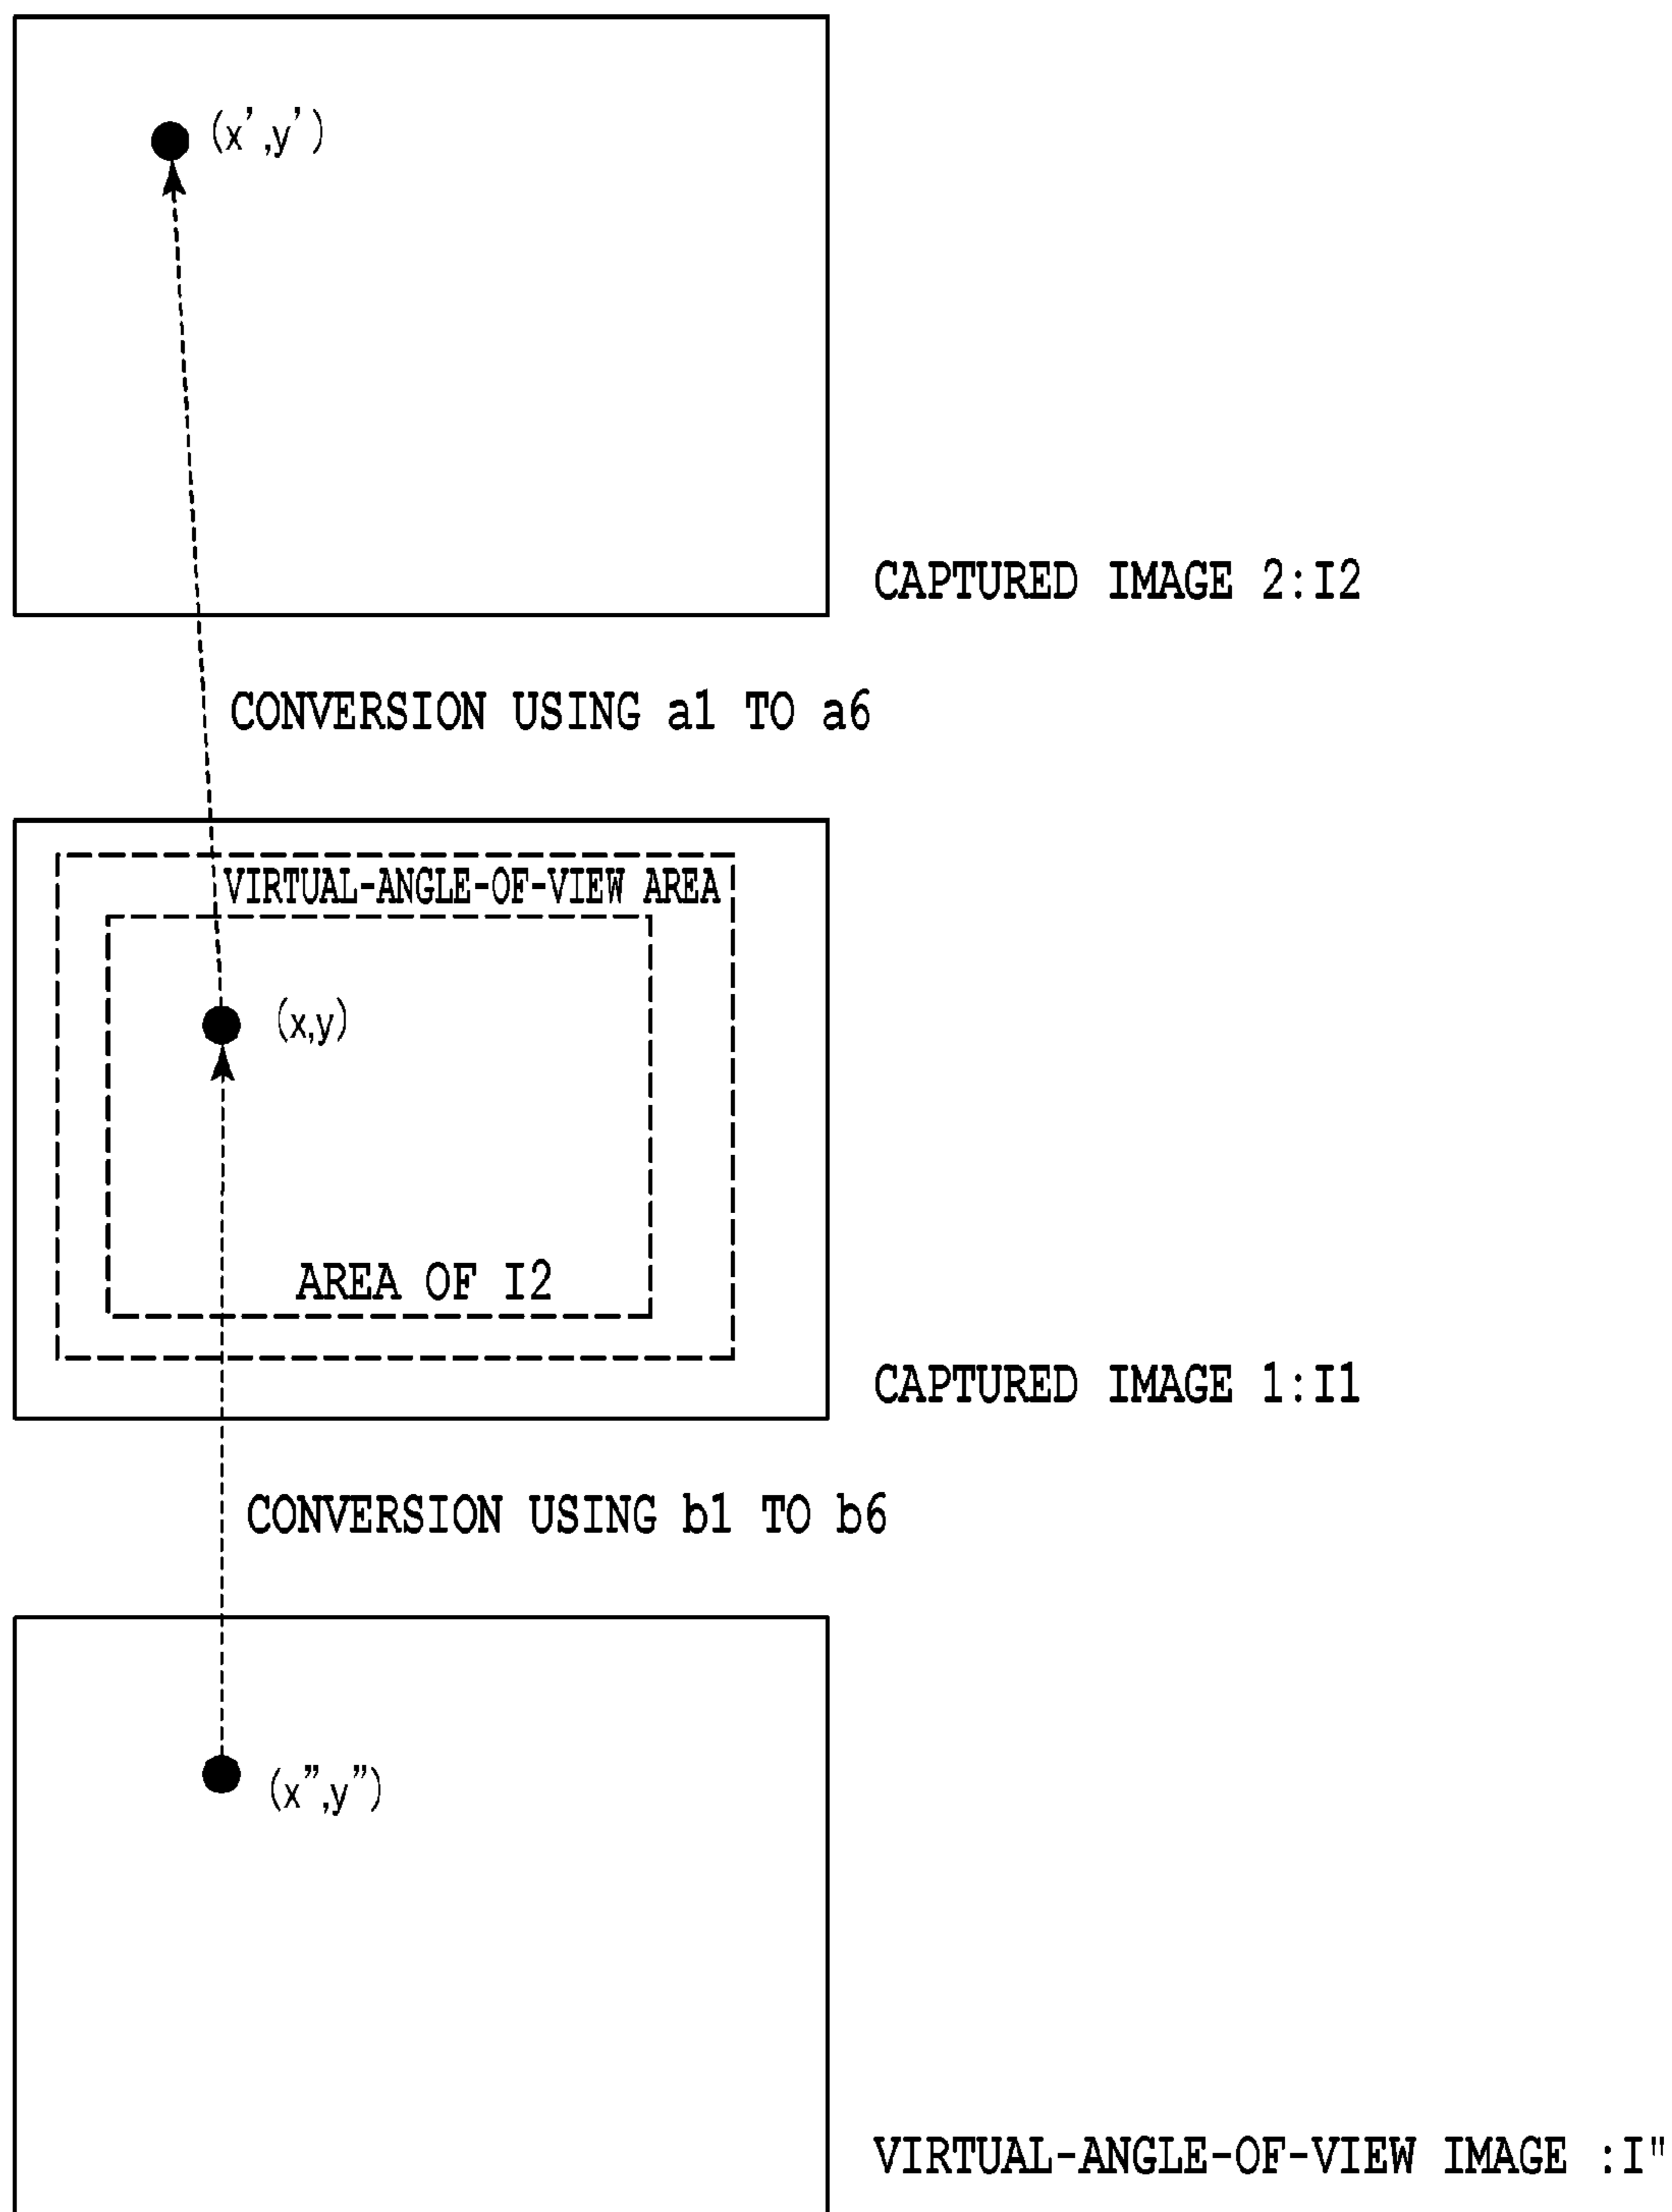 (x',y')
CAPTURED IMAGE 2:I2
CONVERSION USING a1 TO a6
VIRTUAL-ANGLE-OF-VIEW AREA
(x,y)
AREA OF I2
CAPTURED IMAGE 1:I1
CONVERSION USING b1 TO b6
(x",y")
VIRTUAL-ANGLE-OF-VIEW IMAGE :I"